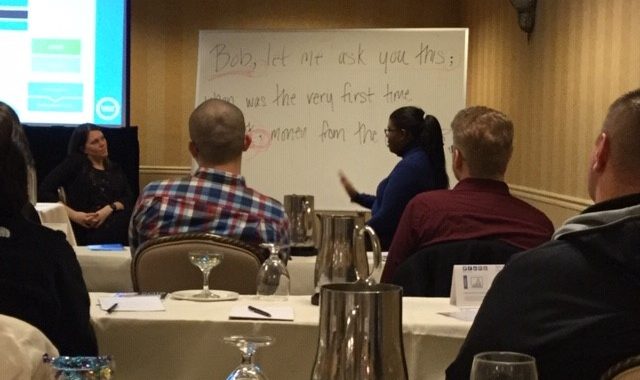 Bob, let me ask you this;
was the very first time
money from the